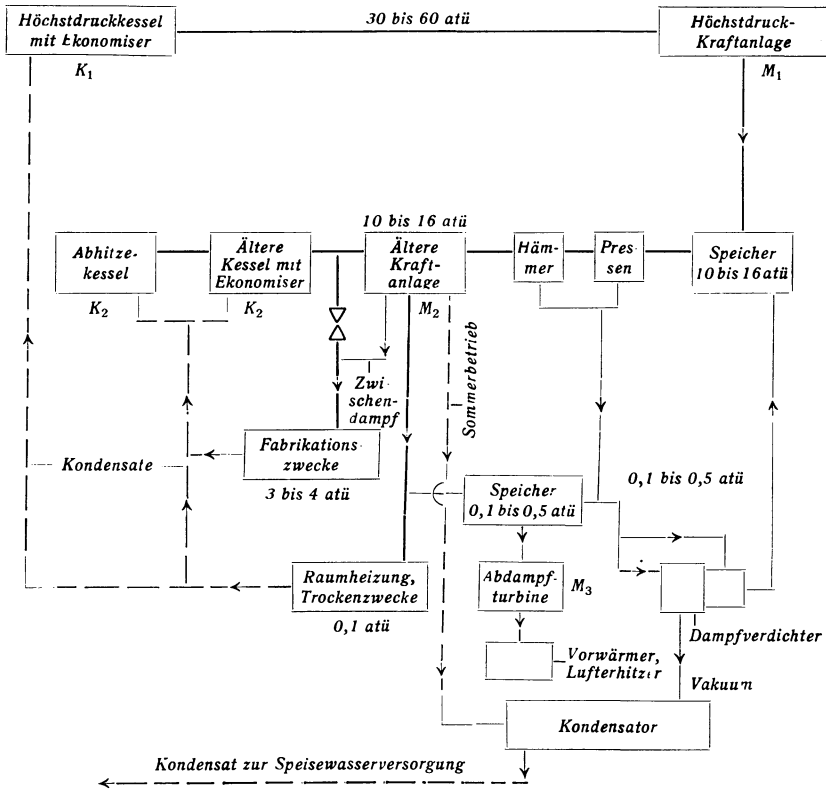 Höchstdruckkessel
mit Ekonomiser
30 bis 60 atü
Höchstdruck-
Kraftanlage
K₁
M₁
10 bis 16 atü
Abhitze-
kessel
Ältere
Kessel mit
Ekonomiser
Ältere
Kraft-
anlage
Häm-
mer
Pres-
sen
Speicher
10 bis 16 atü
K₂
K₂
M₂
Zwi-
schen-
dampf
Sommerbetrieb
Fabrikations-
zwecke
3 bis 4 atü
Kondensate
Speicher
0,1 bis 0,5 atü
0,1 bis 0,5 atü
Raumheizung,
Trockenzwecke
0,1 atü
Abdampf-
turbine
M₃
Dampfverdichter
Vorwärmer,
Lufterhitzer
Vakuum
Kondensator
Kondensat zur Speisewasserversorgung